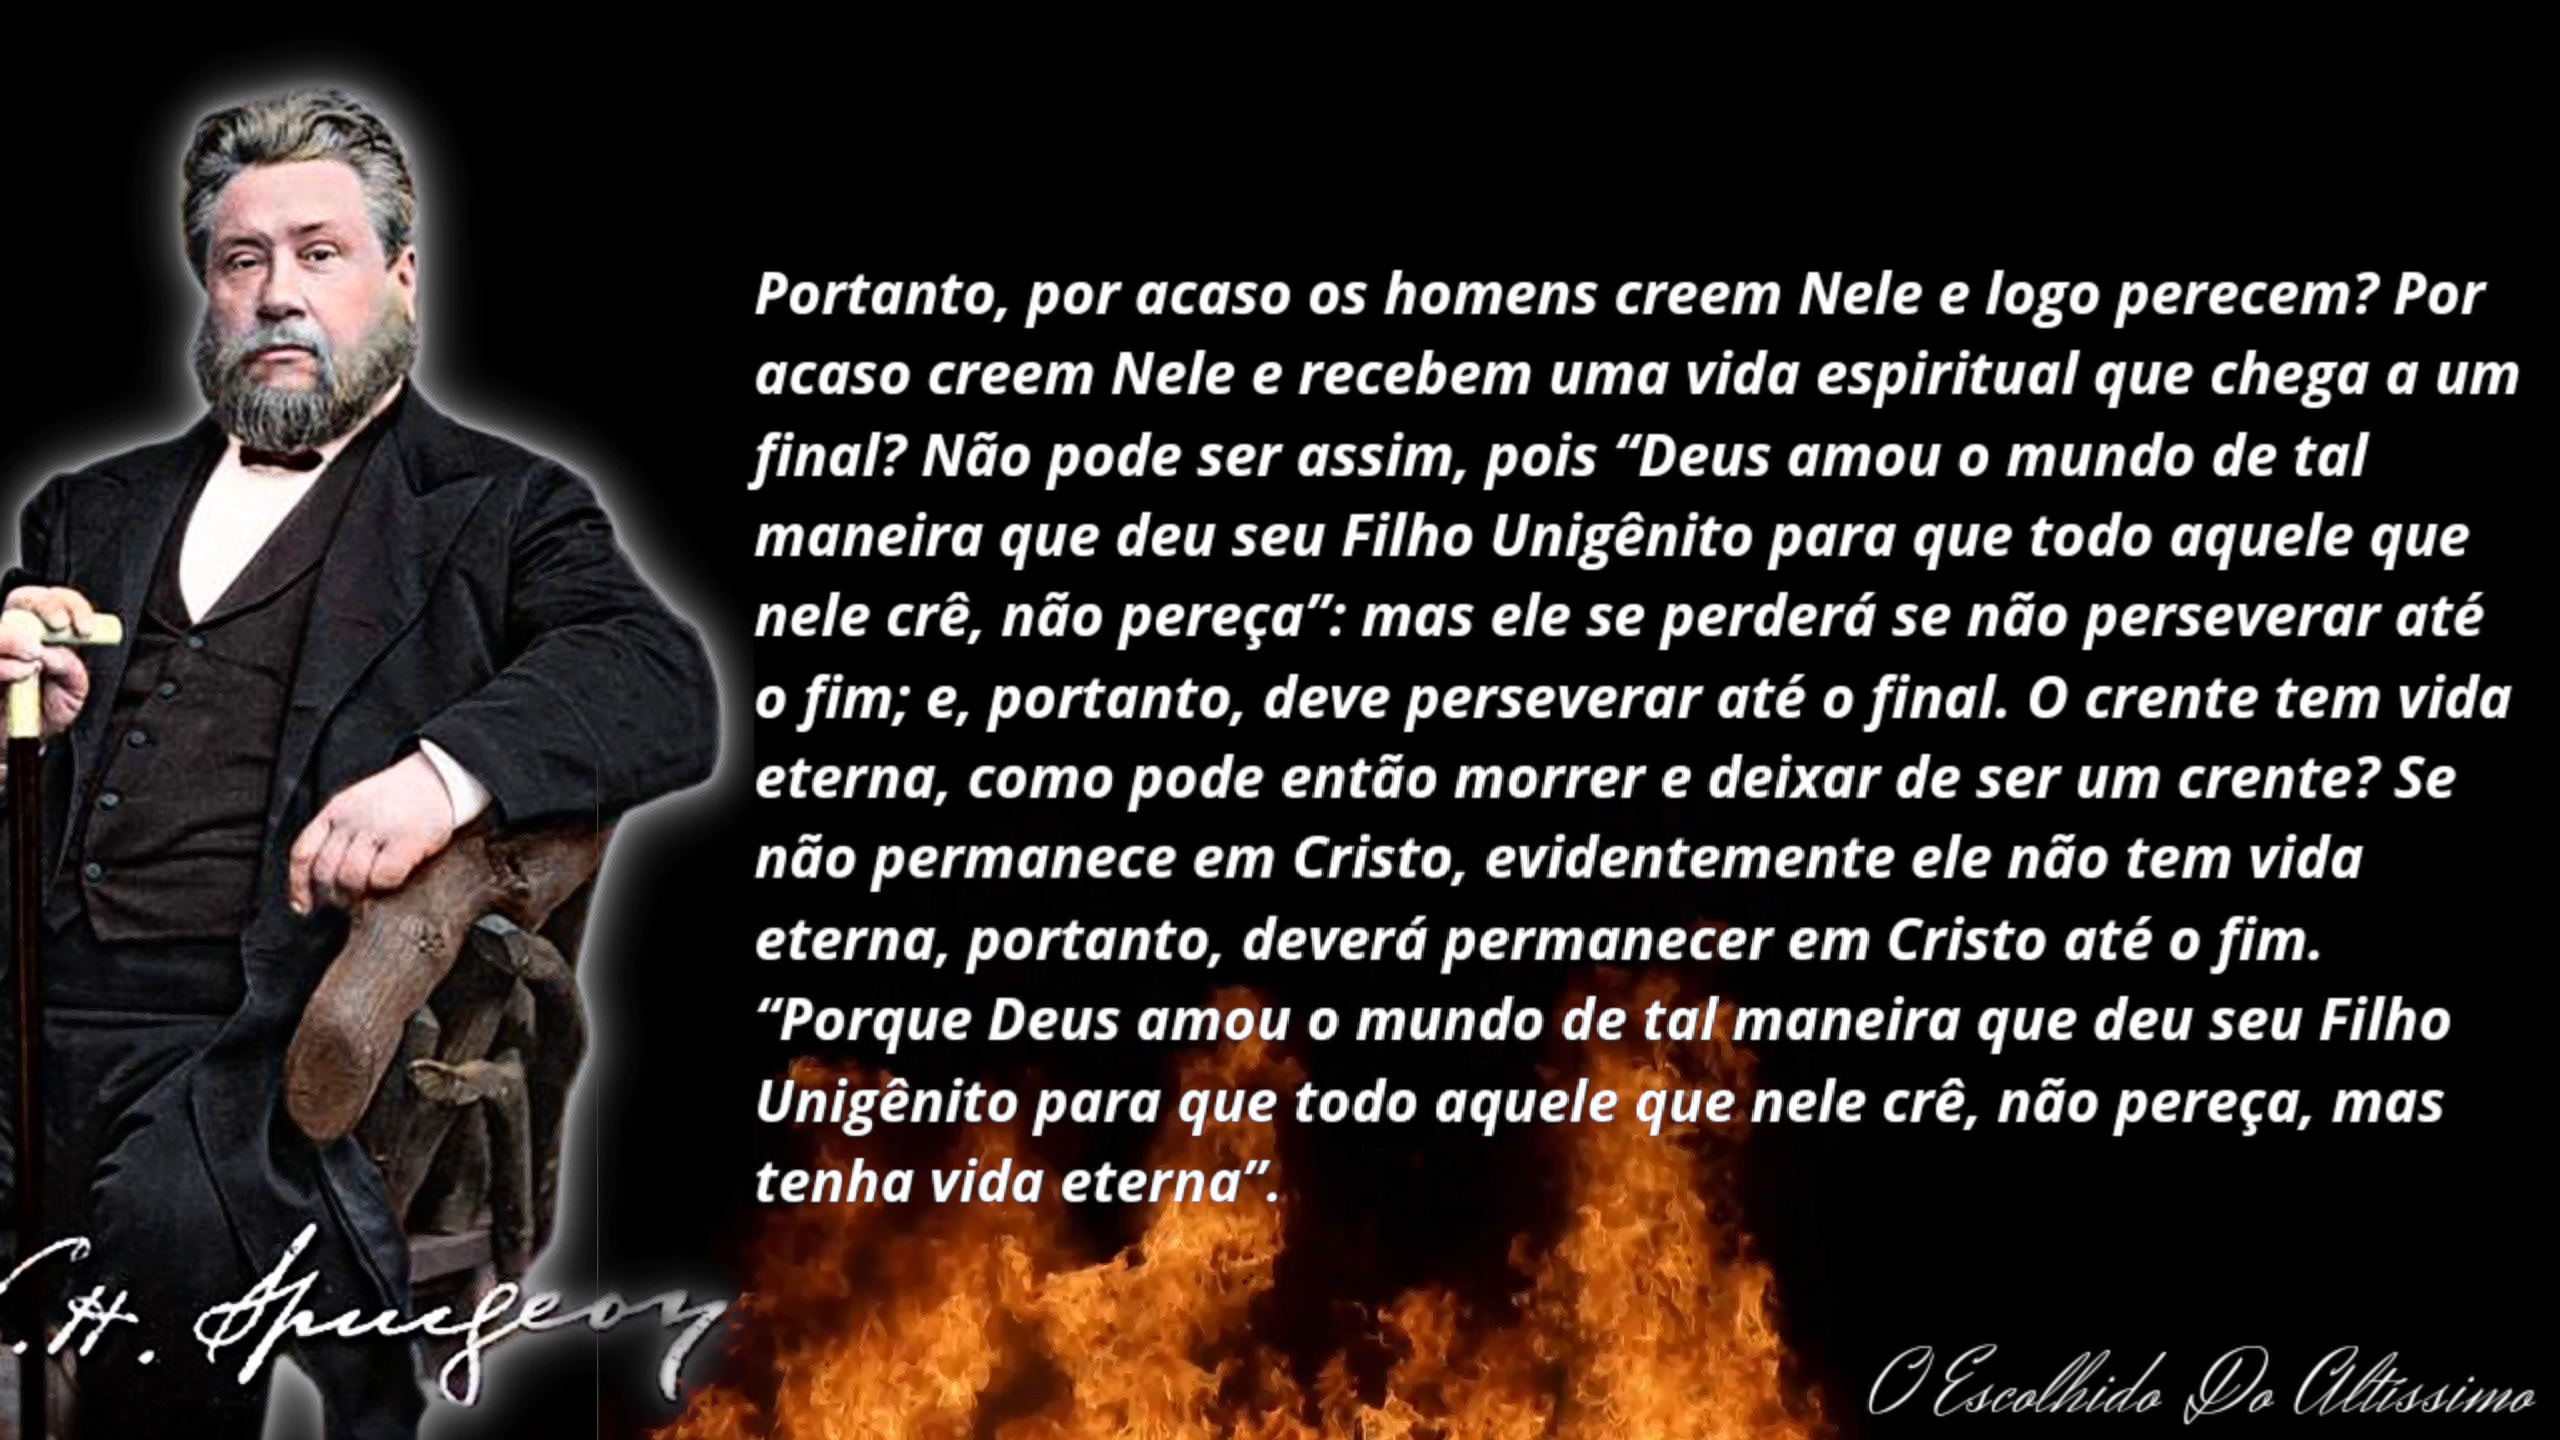 Portanto, por acaso os homens creem Nele e logo perecem? Por
acaso creem Nele e recebem uma vida espiritual que chega a um
final? Não pode ser assim, pois “Deus amou o mundo de tal
maneira que deu seu Filho Unigênito para que todo aquele que
nele crê, não pereça”: mas ele se perderá se não perseverar até
o fim; e, portanto, deve perseverar até o final. O crente tem vida
eterna, como pode então morrer e deixar de ser um crente? Se
não permanece em Cristo, evidentemente ele não tem vida
eterna, portanto, deverá permanecer em Cristo até o fim.
“Porque Deus amou o mundo de tal maneira que deu seu Filho
Unigênito para que todo aquele que nele crê, não pereça, mas
tenha vida eterna”.
C.H. Spurgeon
O Escolhido Do Altíssimo